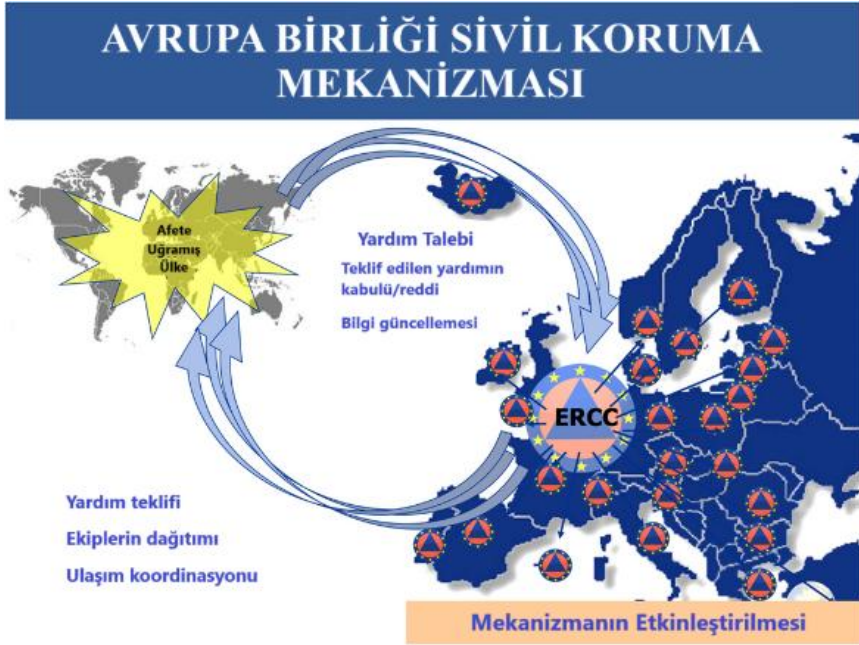 AVRUPA BİRLİĞİ SİVİL KORUMA
MEKANİZMASI
Afete
Uğramış
Ülke
Yardım Talebi
Teklif edilen yardımın
kabulü/reddi
Bilgi güncellemesi
ERCC
Yardım teklifi
Ekiplerin dağıtımı
Ulaşım koordinasyonu
Mekanizmanın Etkinleştirilmesi